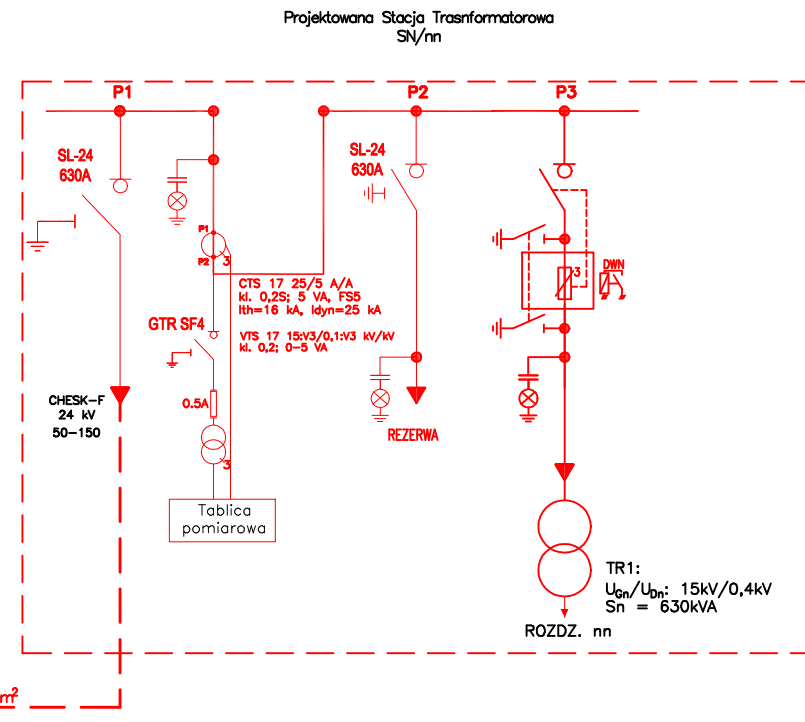 Projektowana Stacja Trasnformatorowa
SN/nn
P1
P2
P3
SL-24
630A
SL-24
630A
P1
P2
3
CTS 17 25/5 A/A
kl. 0,2S; 5 VA, FS5
Ith=16 kA, Idyn=25 kA
VTS 17 15:V3/0,1:V3 kV/kV
kl. 0,2; 0-5 VA
GTR SF4
0.5A
3
3
DWN
CHESK-F
24 kV
50-150
REZERWA
Tablica
pomiarowa
TR1:
UGn/UDn: 15kV/0,4kV
Sn = 630kVA
ROZDZ. nn
m²